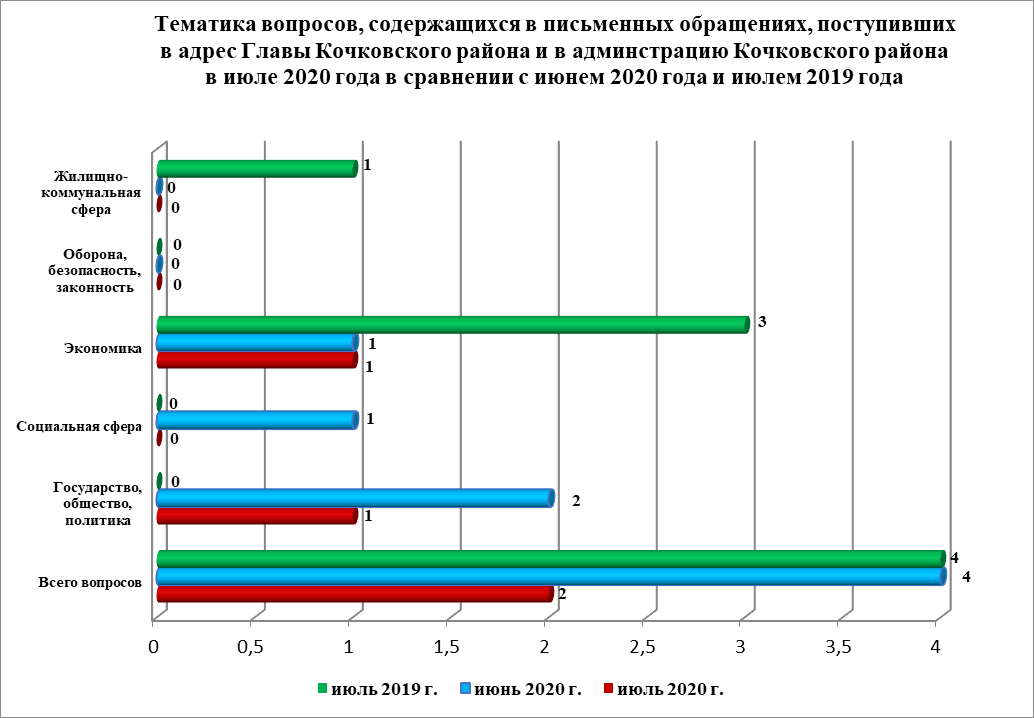 Тематика вопросов, содержащихся в письменных обращениях, поступивших
в адрес Главы Кочковского района и в админстрацию Кочковского района
в июле 2020 года в сравнении с июнем 2020 года и июлем 2019 года
Жилищно-
коммунальная
сфера
1
0
0
Оборона,
безопасность,
законность
0
0
0
Экономика
3
1
1
Социальная сфера
0
1
0
Государство,
общество,
политика
0
2
1
Всего вопросов
4
4
2
0 0,5 1 1,5 2 2,5 3 3,5 4
июль 2019 г. июнь 2020 г. июль 2020 г.